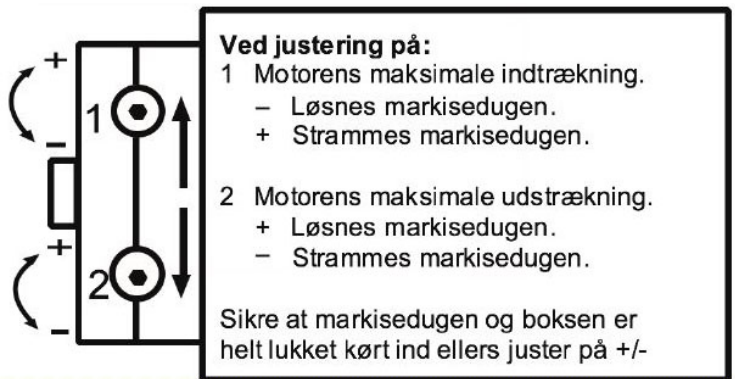 +
1
–
+
2
–
Ved justering på:
1 Motorens maksimale indtrækning.
– Løsnes markisedugen.
+ Strammes markisedugen.
2 Motorens maksimale udstrækning.
+ Løsnes markisedugen.
– Strammes markisedugen.
Sikre at markisedugen og boksen er
helt lukket kørt ind ellers juster på +/-